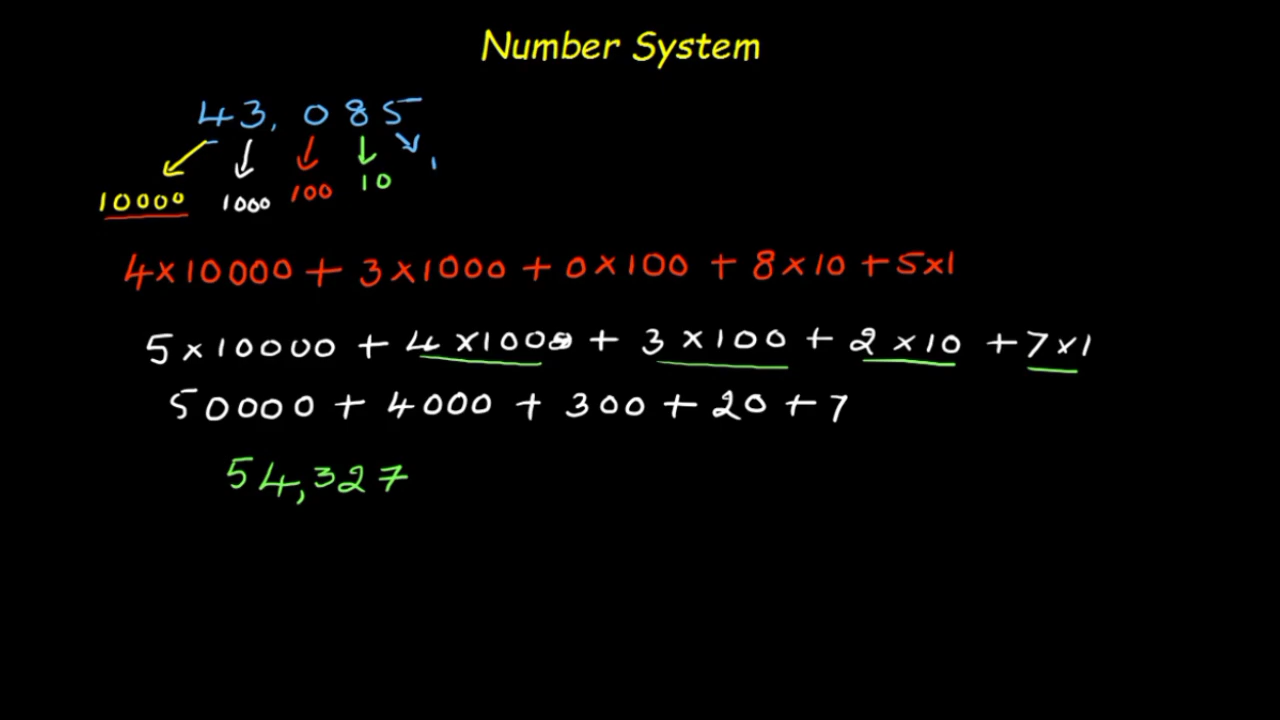 Number System
43, 085
10000 1000 100 10 1
4×10000 + 3×1000 + 0×100 + 8×10 + 5×1
5×10000 + 4×1000 + 3×100 + 2×10 + 7×1
50000 + 4000 + 300 + 20 + 7
54,327